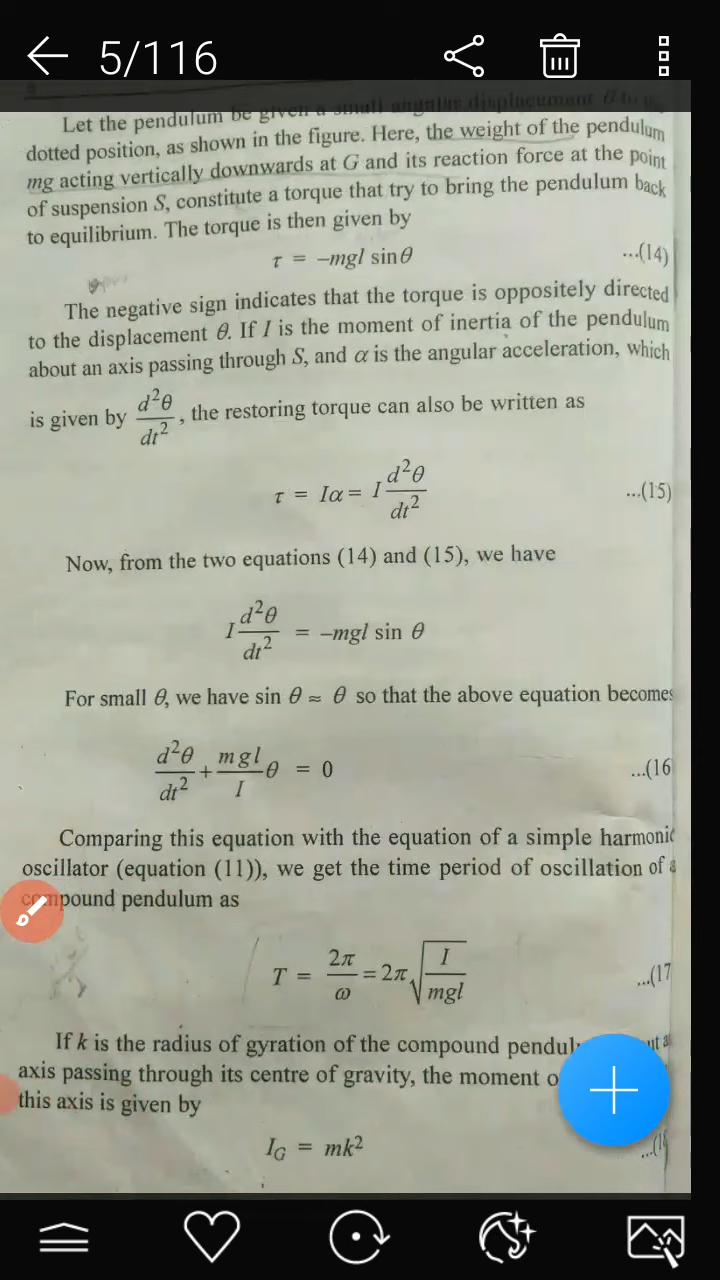 5/116
Let the pendulum be given a small angular displacement θ to
dotted position, as shown in the figure. Here, the weight of the pendulum
mg acting vertically downwards at G and its reaction force at the point
of suspension S, constitute a torque that try to bring the pendulum back
to equilibrium. The torque is then given by
τ = –mgl sinθ ...(14)
The negative sign indicates that the torque is oppositely directed
to the displacement θ. If I is the moment of inertia of the pendulum
about an axis passing through S, and α is the angular acceleration, which
is given by d²θ/dt², the restoring torque can also be written as
τ = Iα = I d²θ/dt² ...(15)
Now, from the two equations (14) and (15), we have
I d²θ/dt² = –mgl sin θ
For small θ, we have sin θ ≈ θ so that the above equation becomes
d²θ/dt² + mgl/I θ = 0 ...(16
Comparing this equation with the equation of a simple harmonic
oscillator (equation (11)), we get the time period of oscillation of a
compound pendulum as
T = 2π/ω = 2π√(I/mgl) ...(17
If k is the radius of gyration of the compound
axis passing through its centre of gravity, the moment
this axis is given by
I_G = mk²